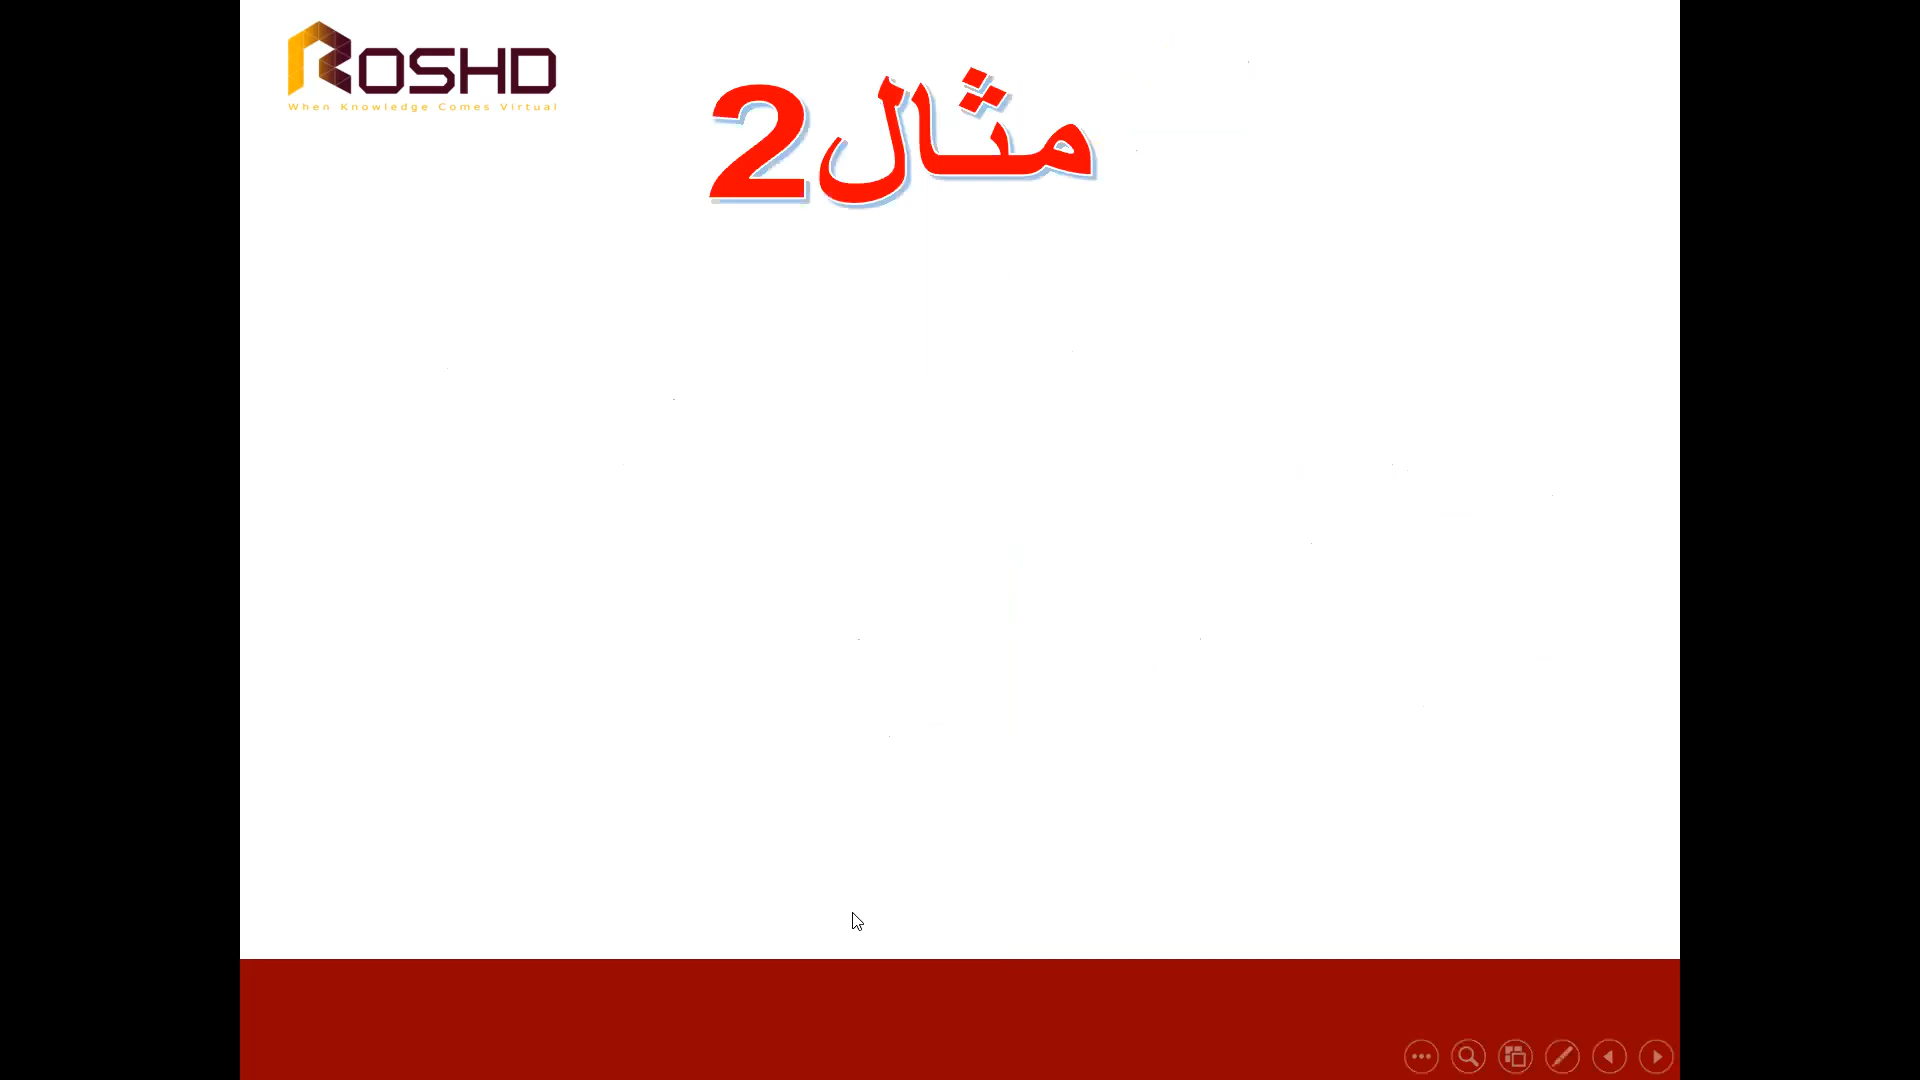 ROSHD
When Knowledge Comes Virtual
مثال2